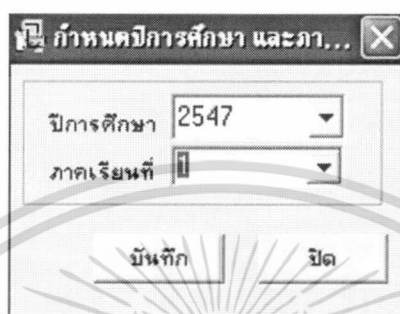 กำหนดปีการศึกษา และภา...
ปีการศึกษา 2547
ภาคเรียนที่ 1
บันทึก ปิด